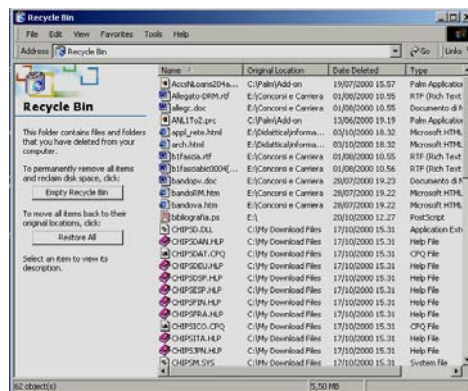 Recycle Bin
File Edit View Favorites Tools Help
Address Recycle Bin Go Links
Recycle Bin
This folder contains files and folders
that you have deleted from your
computer.
To permanently remove all items
and reclaim disk space, click:
Empty Recycle Bin
To move all items back to their
original locations, click:
Restore All
Select an item to view its
description.
Name Original Location Date Deleted Type
AccsNLoans204a... C:\Palm\Add-on 19/07/2000 15.57 Palm Application
Allegato-DRM.rtf E:\Concorsi e Carriera 01/08/2000 10.55 RTF (Rich Text
allegc.doc E:\Concorsi e Carriera 01/08/2000 10.55 Documento di M
ANL1To2.prc C:\Palm\Add-on 13/06/2000 19.19 Palm Application
appl_rete.html E:\Didattica\informa... 03/10/2000 18.32 Microsoft HTML
arch.html E:\Didattica\informa... 03/10/2000 18.32 Microsoft HTML
b1fascia.rtf E:\Concorsi e Carriera 01/08/2000 10.55 RTF (Rich Text
E:\Concorsi e Carriera 01/08/2000 10.56 RTF (Rich Text
bandopv.doc E:\Concorsi e Carriera 28/07/2000 19.23 Documento di M
bandoRM.htm E:\Concorsi e Carriera 28/07/2000 19.22 Microsoft HTML
bandova.htm E:\Concorsi e Carriera 28/07/2000 19.22 Microsoft HTML
bibliografia.ps E:\ 20/10/2000 12.27 PostScript
CHIPSD.DLL C:\My Download Files 17/10/2000 15.31 Application Exte
CHIPSDAN.HLP C:\My Download Files 17/10/2000 15.31 Help File
CHIPSDAT.CPQ C:\My Download Files 17/10/2000 15.31 CPQ File
CHIPSDEU.HLP C:\My Download Files 17/10/2000 15.31 Help File
CHIPSDSP.HLP C:\My Download Files 17/10/2000 15.31 Help File
CHIPSESP.HLP C:\My Download Files 17/10/2000 15.31 Help File
CHIPSFIN.HLP C:\My Download Files 17/10/2000 15.31 Help File
CHIPSFRA.HLP C:\My Download Files 17/10/2000 15.31 Help File
CHIPSICO.CPQ C:\My Download Files 17/10/2000 15.31 CPQ File
CHIPSITA.HLP C:\My Download Files 17/10/2000 15.31 Help File
CHIPSJPN.HLP C:\My Download Files 17/10/2000 15.31 Help File
CHIPSM.SYS C:\My Download Files 17/10/2000 15.31 System file
62 object(s) 5,50 MB